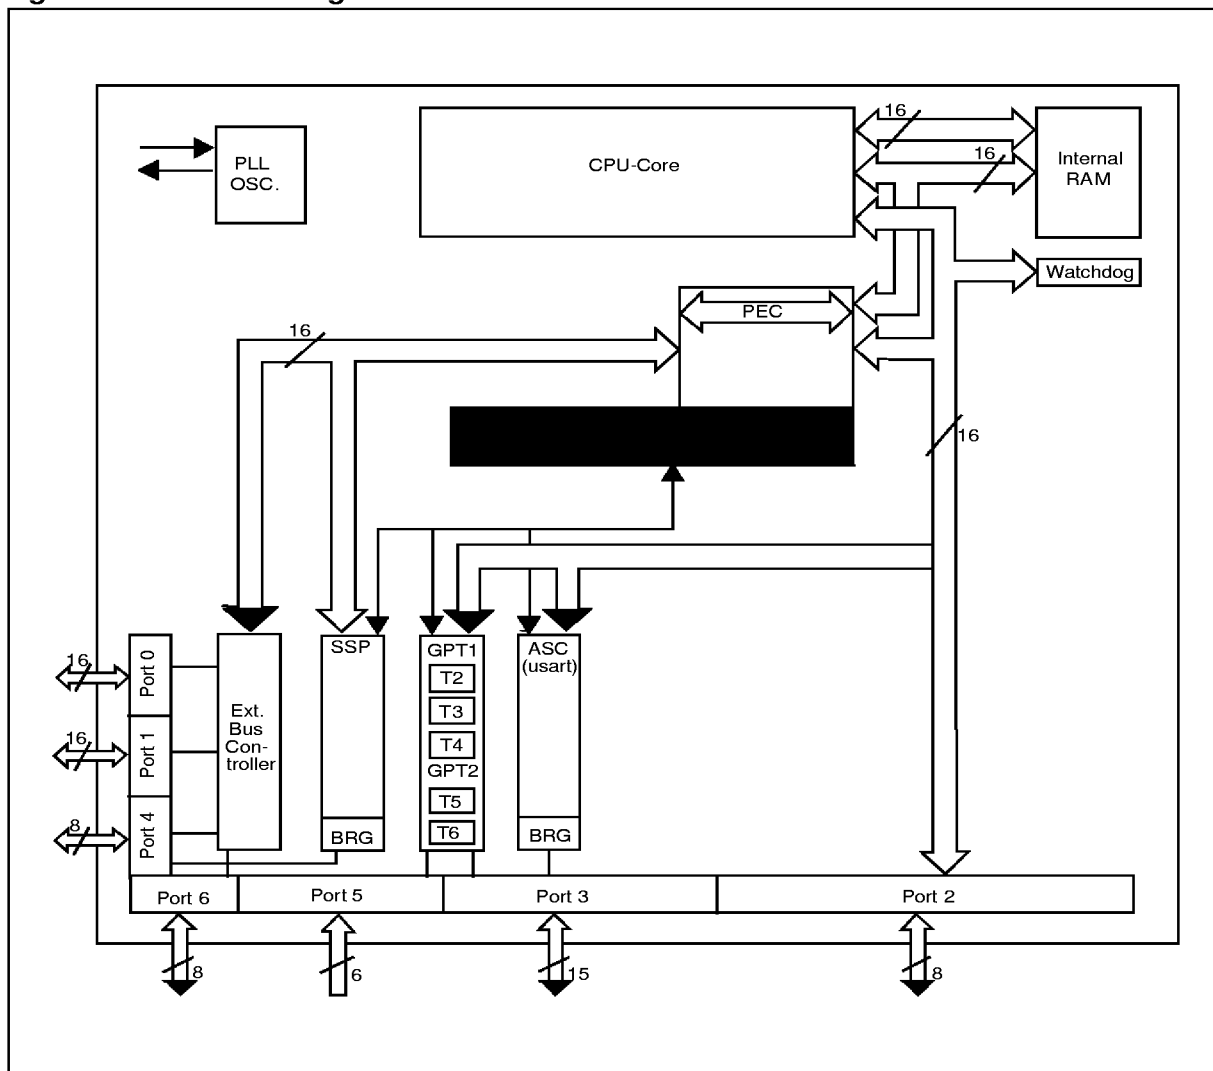 PLL
OSC.
CPU-Core
16
16
Internal
RAM
Watchdog
PEC
16
16
SSP
GPT1
ASC
(usart)
T2
T3
T4
GPT2
T5
T6
BRG
BRG
Ext.
Bus
Con-
troller
16
Port 0
16
Port 1
8
Port 4
Port 6
Port 5
Port 3
Port 2
8
6
15
8